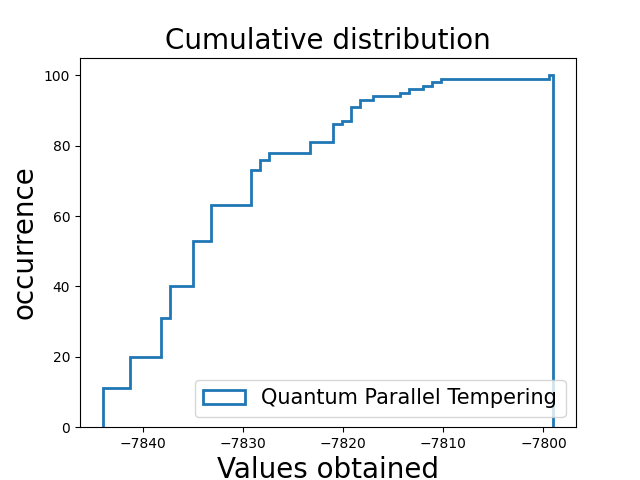 Cumulative distribution
occurrence
100
80
60
40
20
0
Quantum Parallel Tempering
−7840
−7830
−7820
−7810
−7800
Values obtained